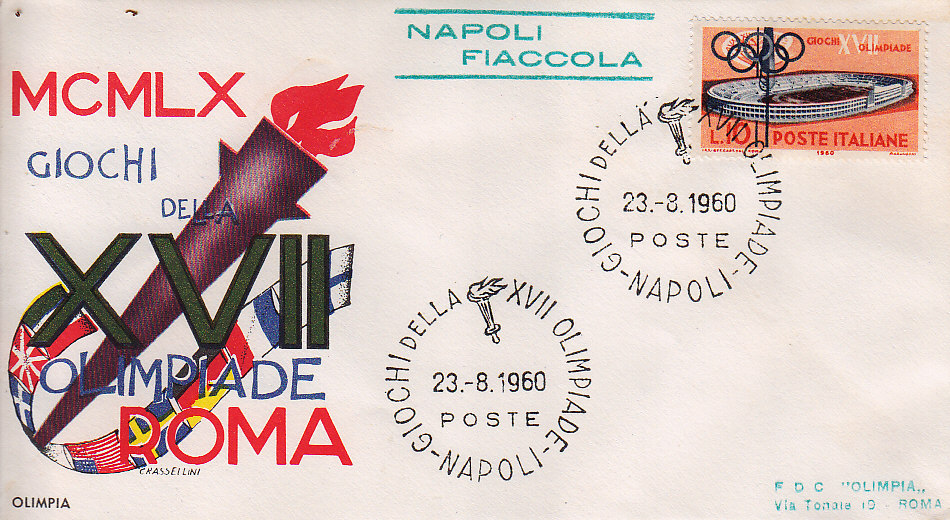 NAPOLI
FIACCOLA
GIOCHI XVII OLIMPIADE
L.10 POSTE ITALIANE
1960
MCMLX
GIOCHI
DELLA
XVII
OLIMPIADE
ROMA
GRASSELLINI
OLIMPIA
GIOCHI DELLA XVII OLIMPIADE-NAPOLI-
23.-8.1960
POSTE
GIOCHI DELLA XVII OLIMPIADE-NAPOLI-
23.-8.1960
POSTE
F D C "OLIMPIA,,
Via Tonale 19 - ROMA